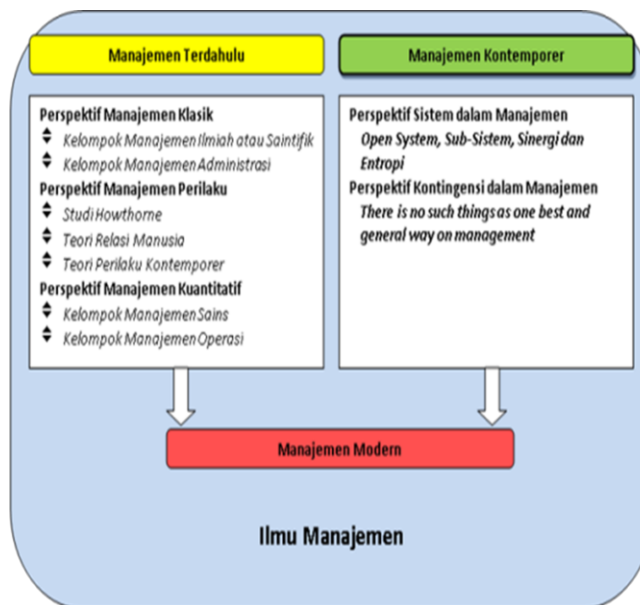 Manajemen Terdahulu
Manajemen Kontemporer
Perspektif Manajemen Klasik
Kelompok Manajemen Ilmiah atau Saintifik
Kelompok Manajemen Administrasi
Perspektif Manajemen Perilaku
Studi Howthorne
Teori Relasi Manusia
Teori Perilaku Kontemporer
Perspektif Manajemen Kuantitatif
Kelompok Manajemen Sains
Kelompok Manajemen Operasi
Perspektif Sistem dalam Manajemen
Open System, Sub-Sistem, Sinergi dan
Entropi
Perspektif Kontingensi dalam Manajemen
There is no such things as one best and
general way on management
Manajemen Modern
Ilmu Manajemen